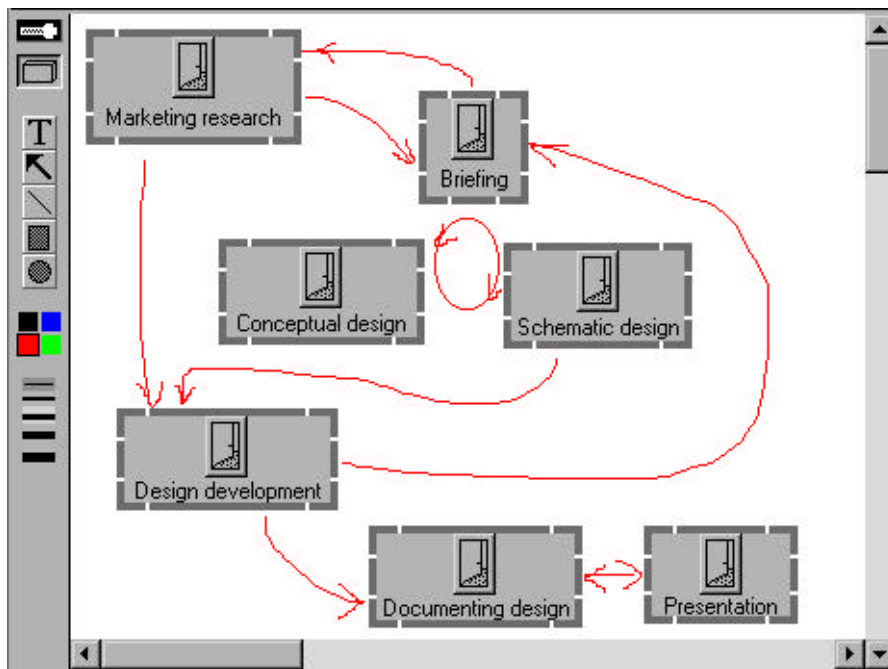 Marketing research
T
Briefing
Conceptual design
Schematic design
Design development
Documenting design
Presentation